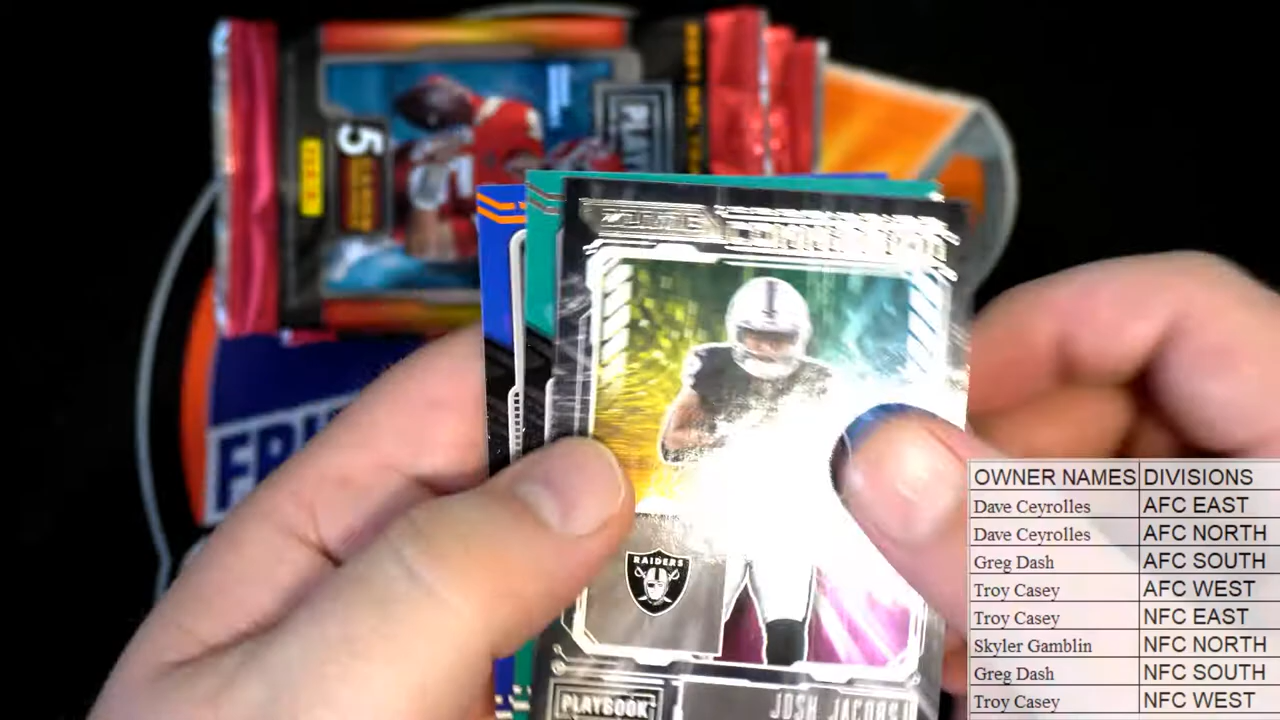 5
PANINI
RAIDERS
PLAYBOOK
JOSH JACOBS
OWNER NAMES DIVISIONS
Dave Ceyrolles AFC EAST
Dave Ceyrolles AFC NORTH
Greg Dash AFC SOUTH
Troy Casey AFC WEST
Troy Casey NFC EAST
Skyler Gamblin NFC NORTH
Greg Dash NFC SOUTH
Troy Casey NFC WEST